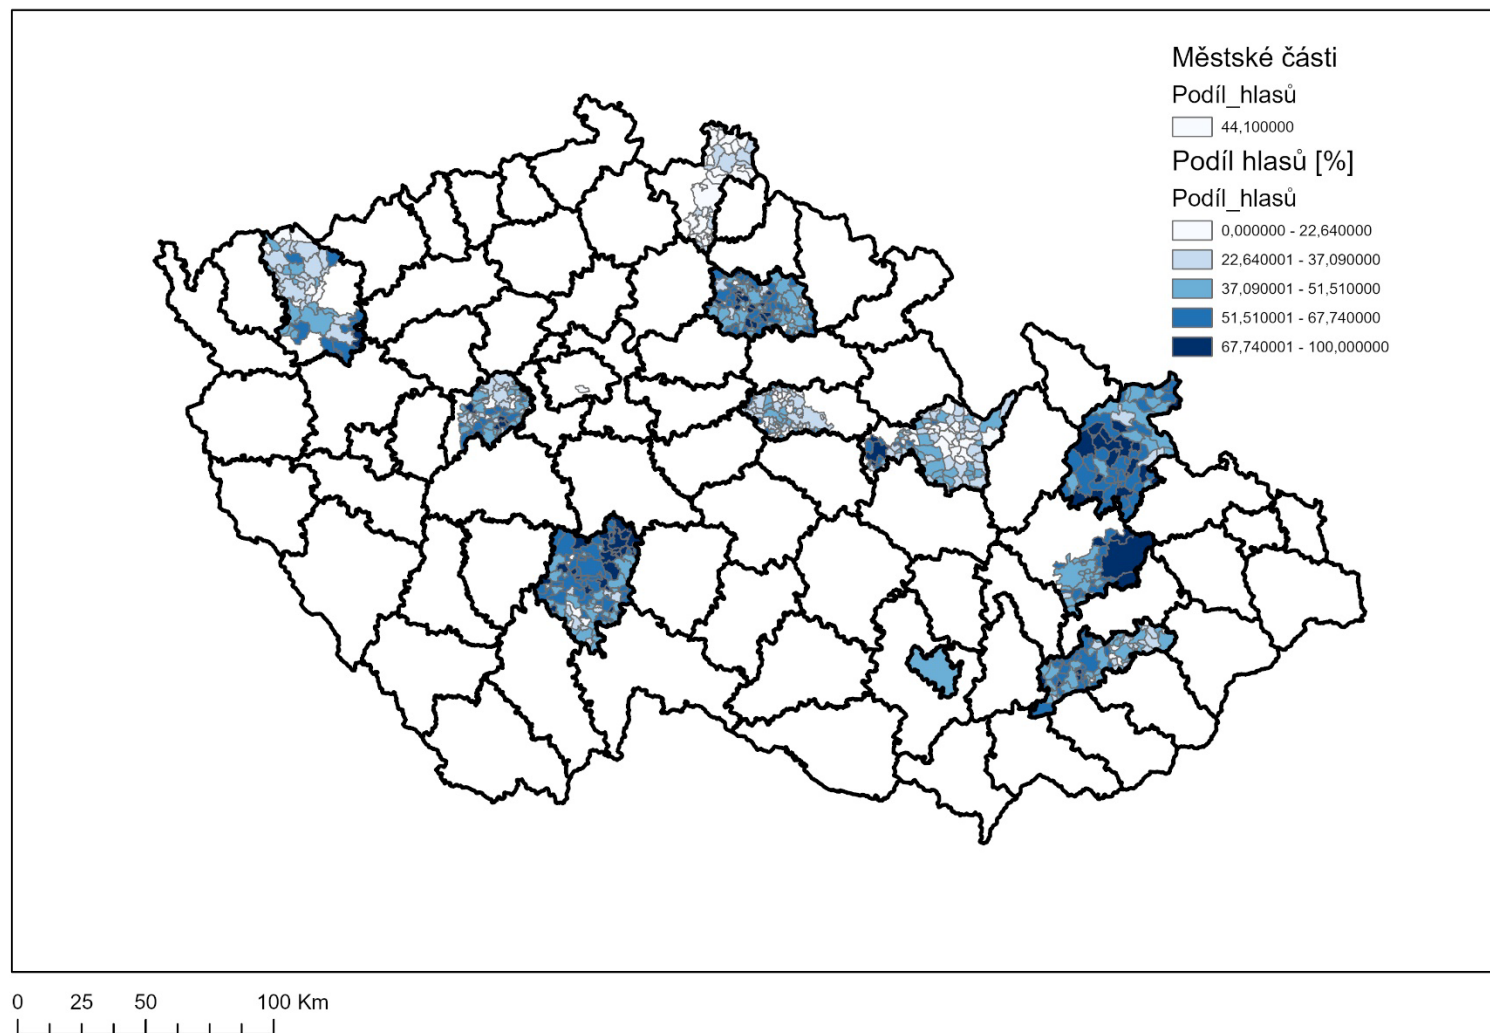 Městské části
Podíl_hlasů
44,100000
Podíl hlasů [%]
Podíl_hlasů
0,000000 - 22,640000
22,640001 - 37,090000
37,090001 - 51,510000
51,510001 - 67,740000
67,740001 - 100,000000
0 25 50 100 Km